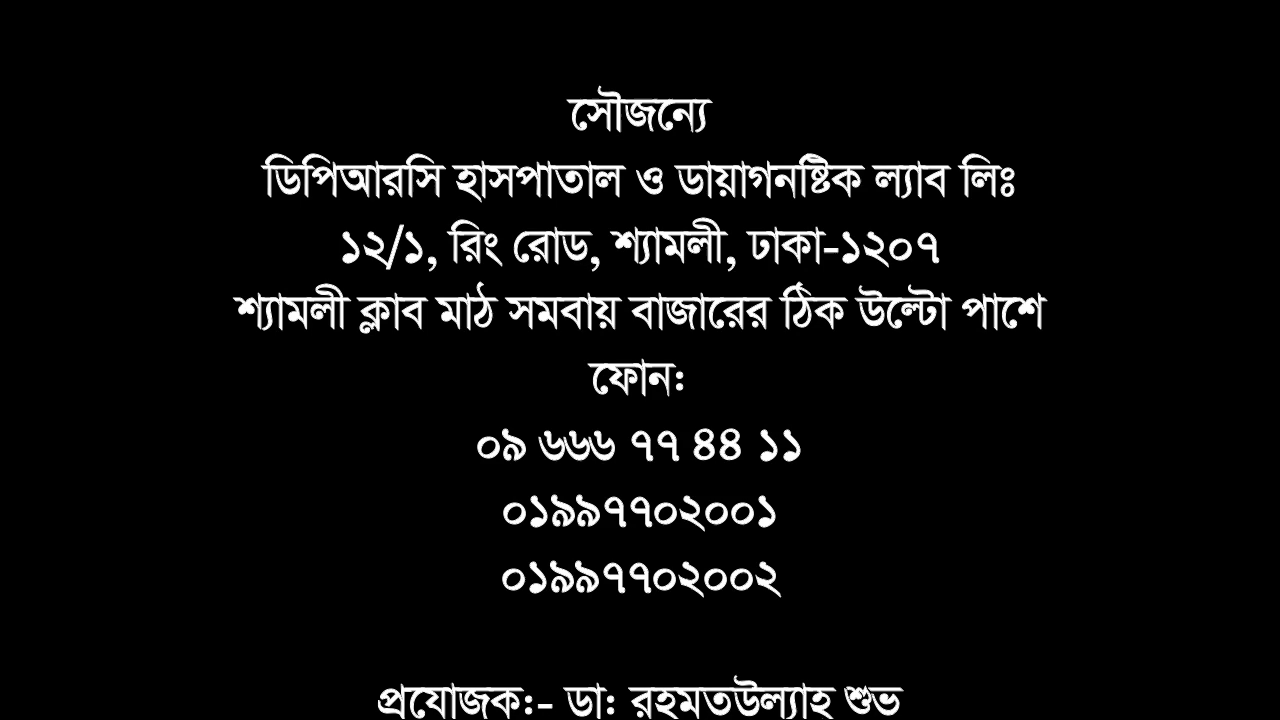 সৌজন্যে
ডিপিআরসি হাসপাতাল ও ডায়াগনষ্টিক ল্যাব লিঃ
১২/১, রিং রোড, শ্যামলী, ঢাকা-১২০৭
শ্যামলী ক্লাব মাঠ সমবায় বাজারের ঠিক উল্টো পাশে
ফোন:
০৯ ৬৬৬ ৭৭ ৪৪ ১১
০১৯৯৭৭০২০০১
০১৯৯৭৭০২০০২
প্রযোজক:- ডা: রহমতউল্যাহ শুভ